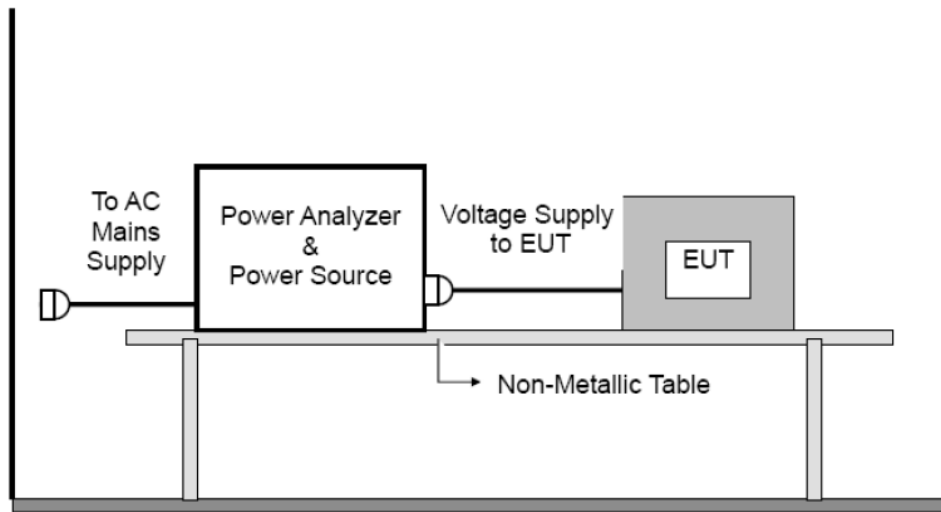 To AC
Mains
Supply
Power Analyzer
&
Power Source
Voltage Supply
to EUT
EUT
Non-Metallic Table